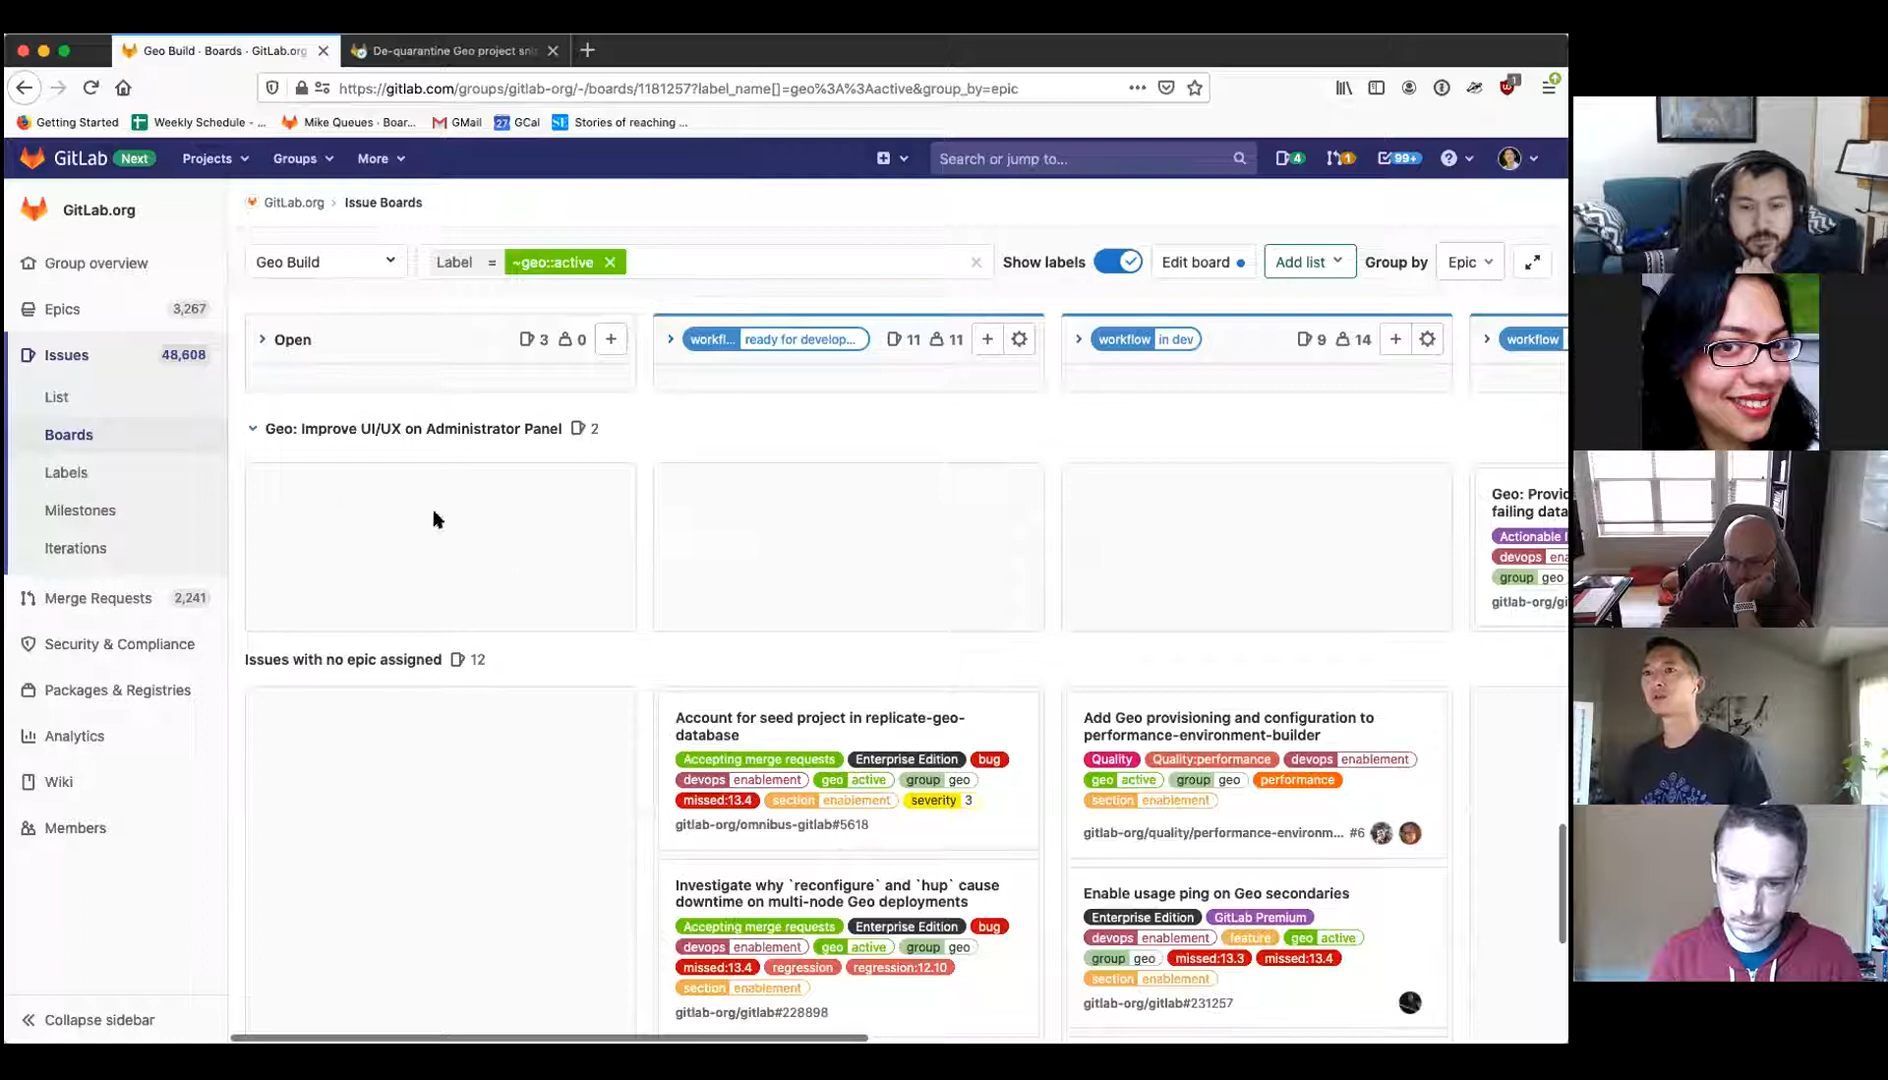 Geo Build · Boards · GitLab.org
De-quarantine Geo project sni
https://gitlab.com/groups/gitlab-org/-/boards/1181257?label_name[]=geo%3A%3Aactive&group_by=epic
Getting Started
Weekly Schedule - ...
Mike Queues · Boar...
GMail
GCal
Stories of reaching ...
GitLab Next
Projects
Groups
More
Search or jump to...
4
1
99+
GitLab.org
Group overview
Epics 3,267
Issues 48,608
List
Boards
Labels
Milestones
Iterations
Merge Requests 2,241
Security & Compliance
Packages & Registries
Analytics
Wiki
Members
Collapse sidebar
GitLab.org › Issue Boards
Geo Build
Label = ~geo::active
Show labels
Edit board
Add list
Group by
Epic
Open 3 0
workfl... ready for develop... 11 11
workflow in dev 9 14
workflow
Geo: Improve UI/UX on Administrator Panel 2
Geo: Provid
failing data
Actionable I
devops ena
group geo
gitlab-org/gi
Issues with no epic assigned 12
Account for seed project in replicate-geo-
database
Accepting merge requests Enterprise Edition bug
devops enablement geo active group geo
missed:13.4 section enablement severity 3
gitlab-org/omnibus-gitlab#5618
Investigate why `reconfigure` and `hup` cause
downtime on multi-node Geo deployments
Accepting merge requests Enterprise Edition bug
devops enablement geo active group geo
missed:13.4 regression regression:12.10
section enablement
gitlab-org/gitlab#228898
Add Geo provisioning and configuration to
performance-environment-builder
Quality Quality:performance devops enablement
geo active group geo performance
section enablement
gitlab-org/quality/performance-environm... #6
Enable usage ping on Geo secondaries
Enterprise Edition GitLab Premium
devops enablement feature geo active
group geo missed:13.3 missed:13.4
section enablement
gitlab-org/gitlab#231257